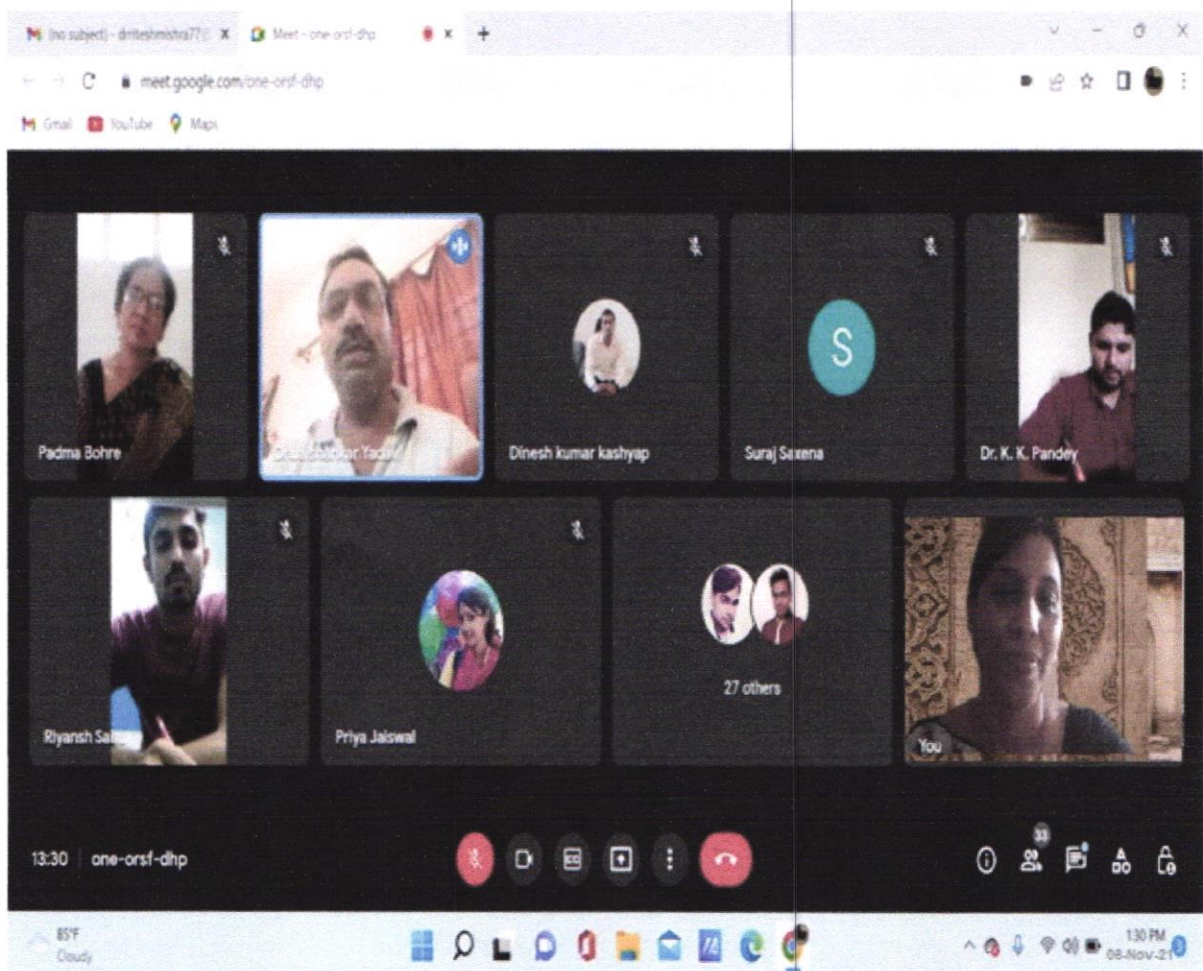 (no subject) - drriteshmishra77
Meet - one-orsf-dhp
meet.google.com/one-orsf-dhp
Gmail YouTube Maps
Padma Bohre
Dinesh kumar kashyap
S
Suraj Saxena
Dr. K. K. Pandey
Riyansh
Priya Jaiswal
27 others
You
13:30 | one-orsf-dhp
33
85°F
Cloudy
1:30 PM
08-Nov-21
3